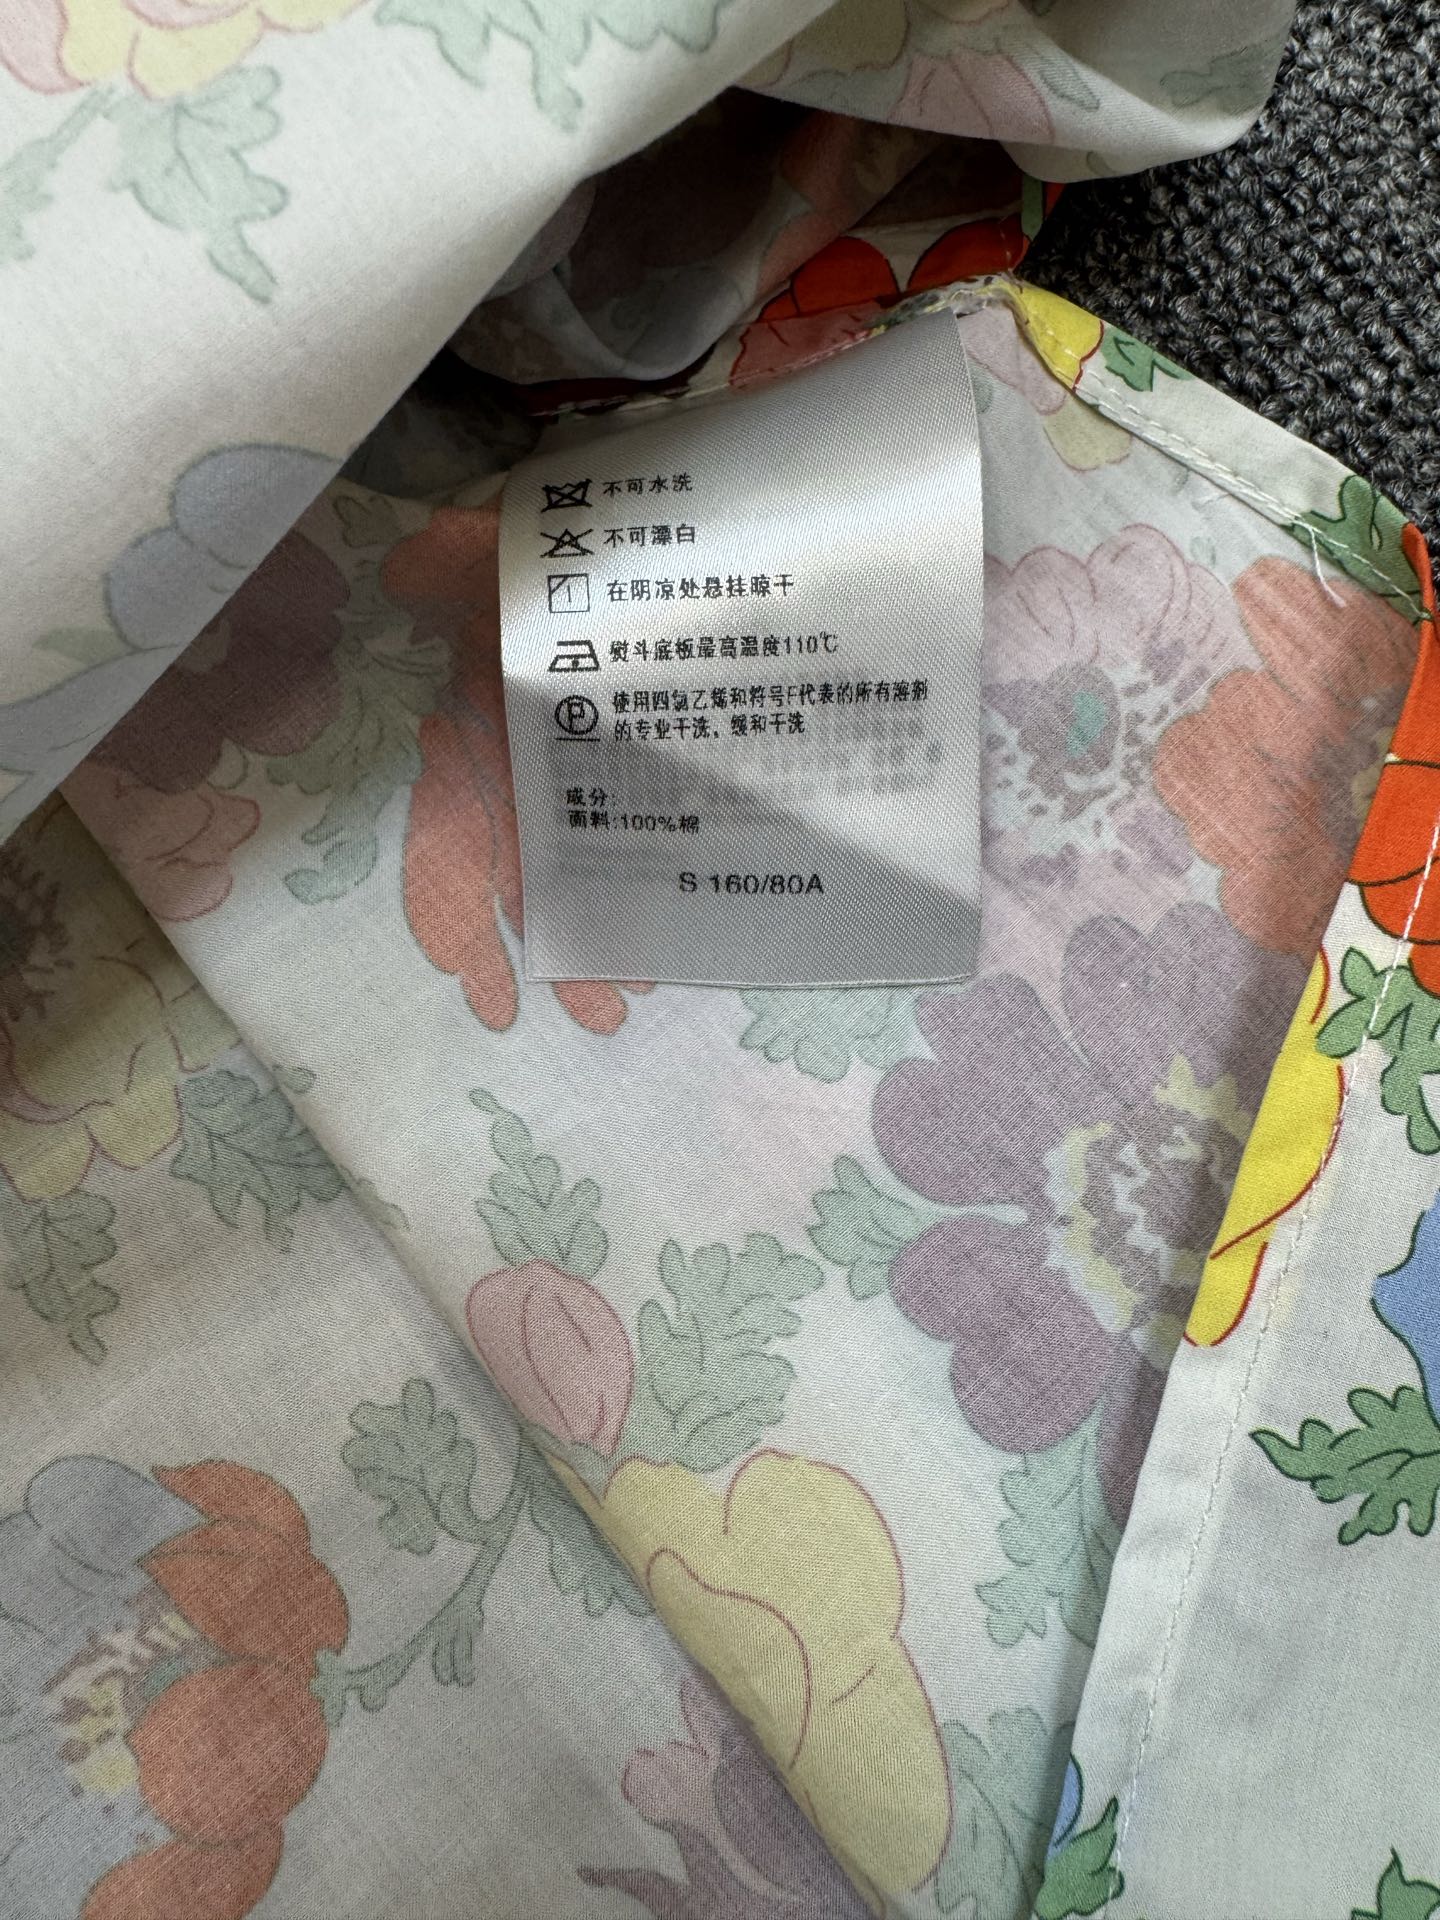 不可水洗
不可漂白
在阴凉处悬挂晾干
熨斗底板最高温度110℃
P
使用四氯乙烯和符号F代表的所有溶剂
的专业干洗，缓和干洗
成分:
面料:100%棉
S 160/80A